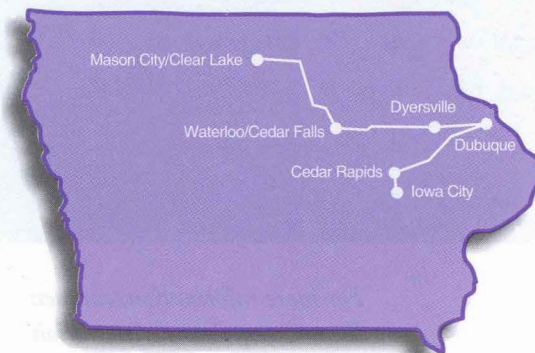 Mason City/Clear Lake
Dyersville
Waterloo/Cedar Falls
Dubuque
Cedar Rapids
Iowa City